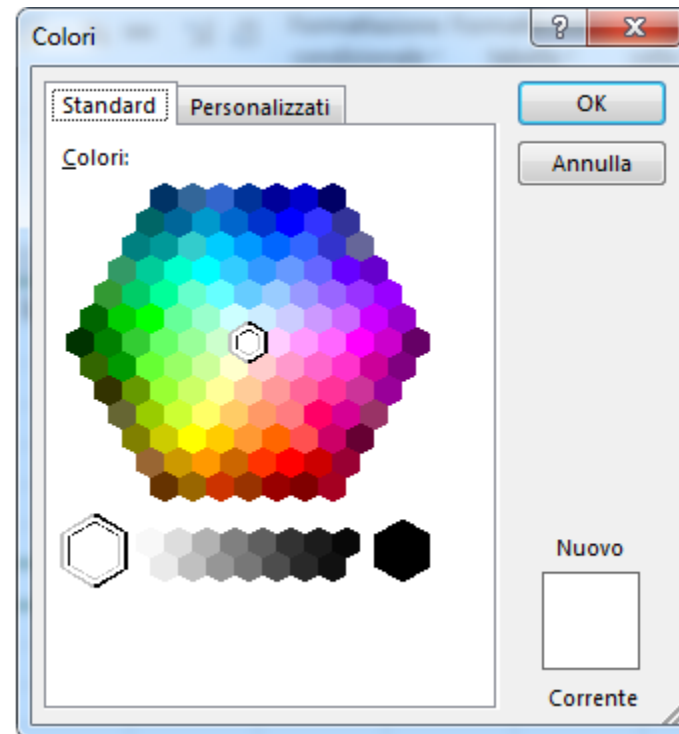 Colori
Standard
Personalizzati
OK
Annulla
Colori:
Nuovo
Corrente